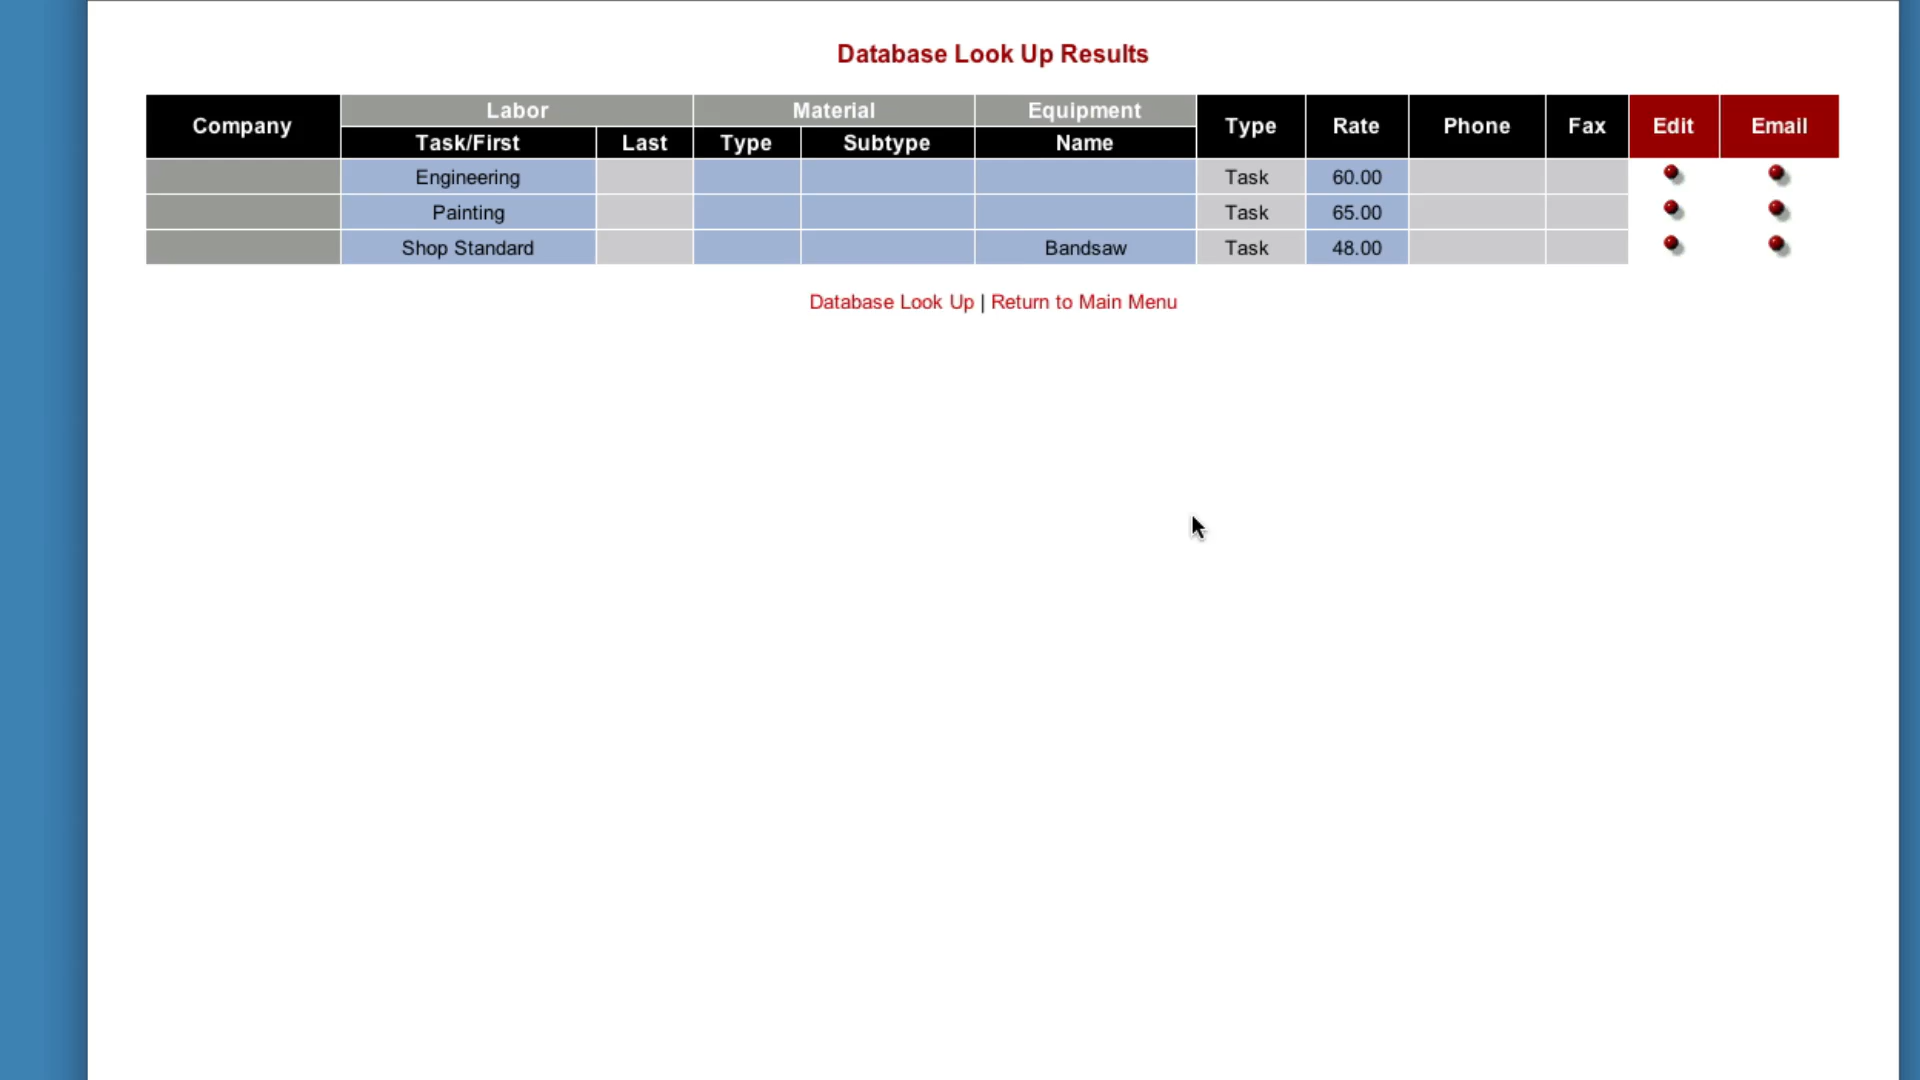 Database Look Up Results
Company Labor Material Equipment Type Rate Phone Fax Edit Email
Task/First Last Type Subtype Name
Engineering Task 60.00
Painting Task 65.00
Shop Standard Bandsaw Task 48.00
Database Look Up | Return to Main Menu